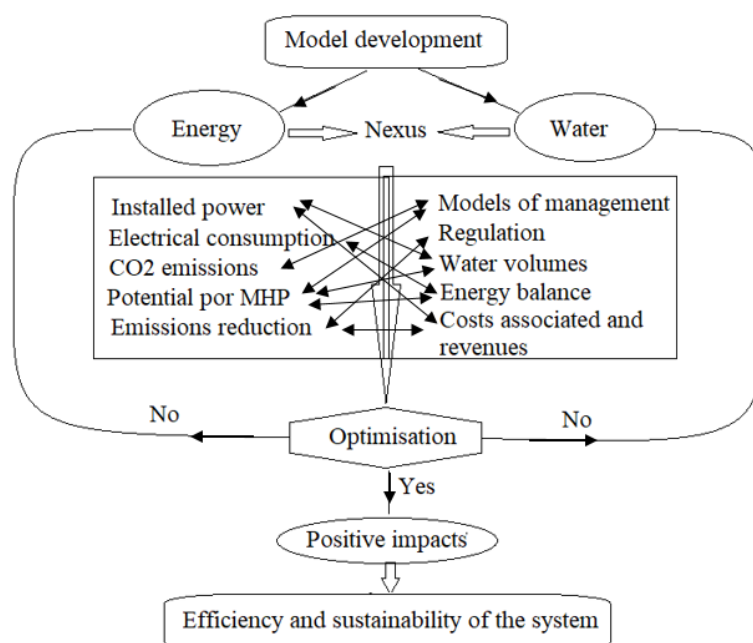 Model development
Energy
Nexus
Water
Installed power
Electrical consumption
CO2 emissions
Potential por MHP
Emissions reduction
Models of management
Regulation
Water volumes
Energy balance
Costs associated and
revenues
No
Optimisation
No
Yes
Positive impacts
Efficiency and sustainability of the system